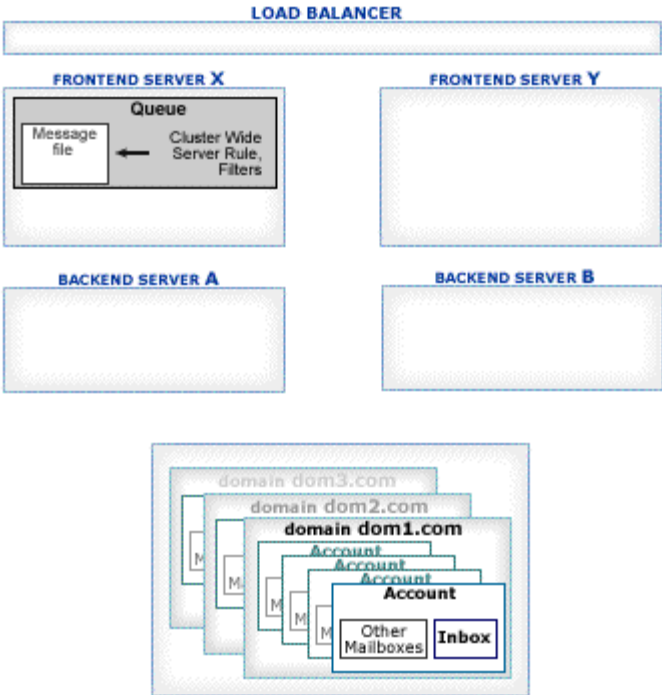 LOAD BALANCER
FRONTEND SERVER X
FRONTEND SERVER Y
Queue
Message
file
Cluster Wide
Server Rule,
Filters
BACKEND SERVER A
BACKEND SERVER B
domain dom3.com
domain dom2.com
domain dom1.com
Account
Account
Account
Account
M
M
M
M
M
Other
Mailboxes
Inbox